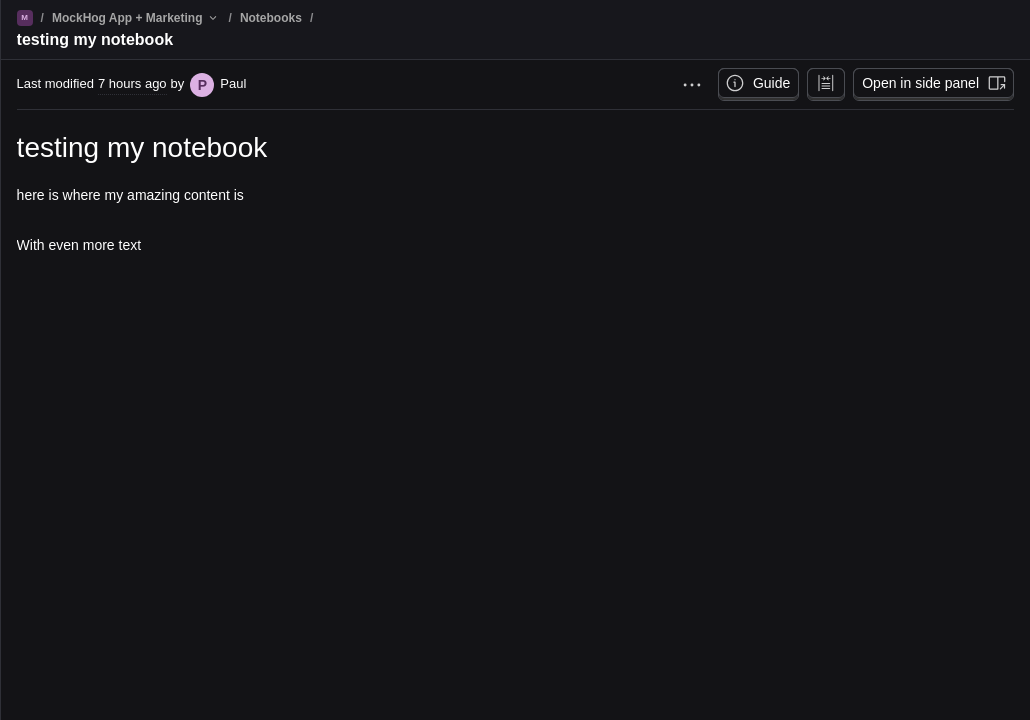 M / MockHog App + Marketing / Notebooks /
testing my notebook
Last modified 7 hours ago by P Paul
Guide
Open in side panel
testing my notebook
here is where my amazing content is
With even more text